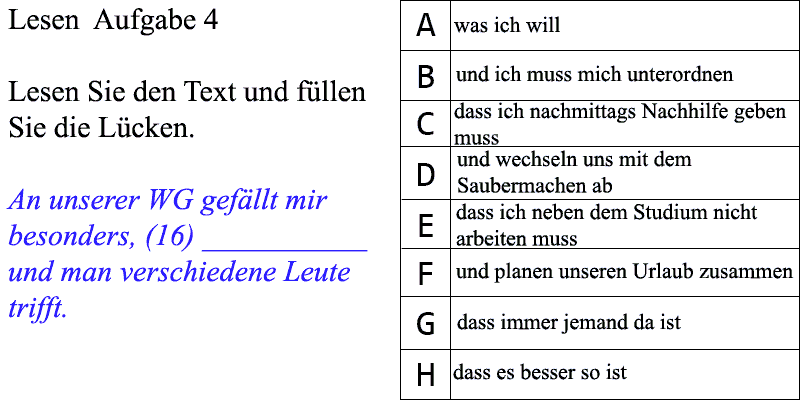 Lesen Aufgabe 4
Lesen Sie den Text und füllen
Sie die Lücken.
An unserer WG gefällt mir
besonders, (16) ___________
und man verschiedene Leute
trifft.
A was ich will
B und ich muss mich unterordnen
C dass ich nachmittags Nachhilfe geben
muss
D und wechseln uns mit dem
Saubermachen ab
E dass ich neben dem Studium nicht
arbeiten muss
F und planen unseren Urlaub zusammen
G dass immer jemand da ist
H dass es besser so ist